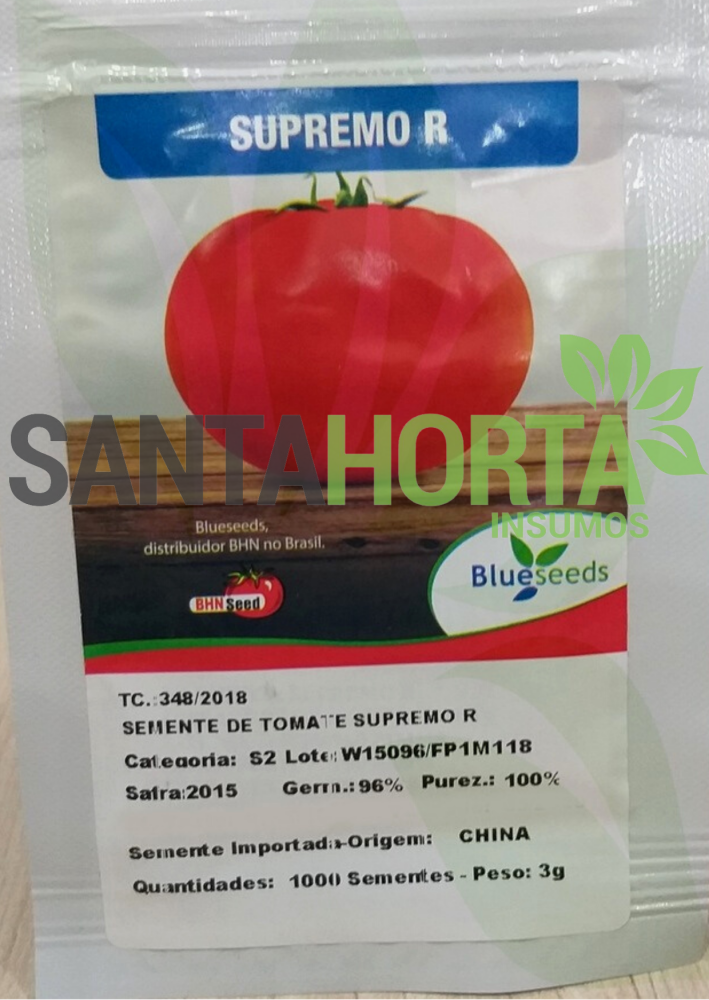 SUPREMO R
SANTAHORTA
INSUMOS
Blueseeds,
distribuidor BHN no Brasil.
BHN Seed
Blueseeds
TC.:348/2018
SEMENTE DE TOMATE SUPREMO R
Categoria: S2 Lote: W15096/FP1M118
Safra:2015 Germ.: 96% Purez.: 100%
Semente Importada-Origem: CHINA
Quantidades: 1000 Sementes - Peso: 3g